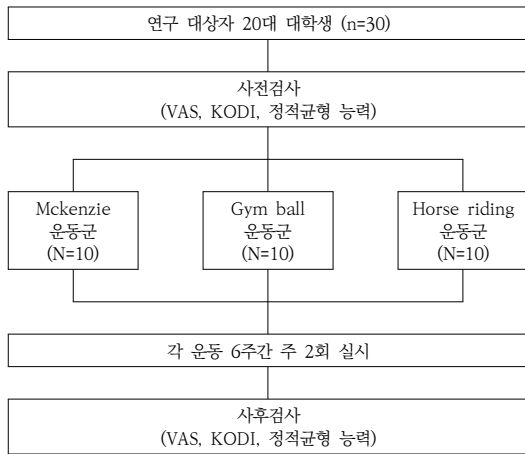 연구 대상자 20대 대학생 (n=30)
사전검사
(VAS, KODI, 정적균형 능력)
Mckenzie
운동군
(N=10)
Gym ball
운동군
(N=10)
Horse riding
운동군
(N=10)
각 운동 6주간 주 2회 실시
사후검사
(VAS, KODI, 정적균형 능력)